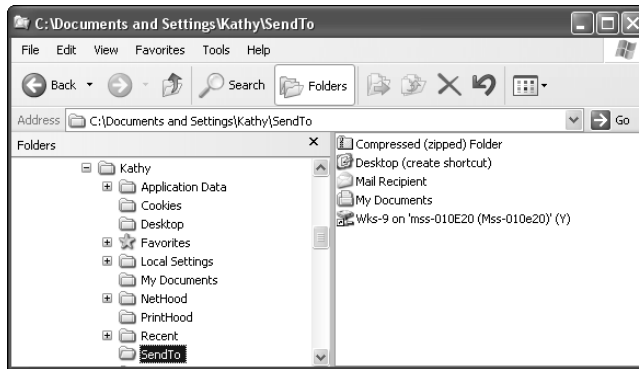 C:\Documents and Settings\Kathy\SendTo
File Edit View Favorites Tools Help
Back Search Folders
Address C:\Documents and Settings\Kathy\SendTo Go
Folders
Kathy
Application Data
Cookies
Desktop
Favorites
Local Settings
My Documents
NetHood
PrintHood
Recent
SendTo
Compressed (zipped) Folder
Desktop (create shortcut)
Mail Recipient
My Documents
Wks-9 on 'mss-010E20 (Mss-010e20)' (Y)